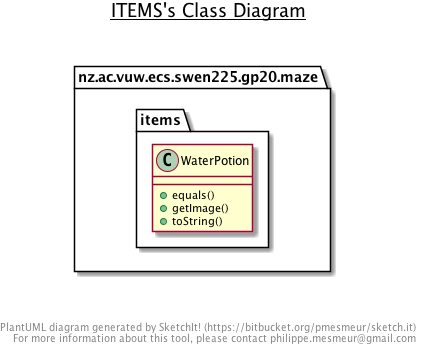 ITEMS's Class Diagram
nz.ac.vuw.ecs.swen225.gp20.maze
items
C WaterPotion
equals()
getImage()
toString()
PlantUML diagram generated by SketchIt! (https://bitbucket.org/pmesmeur/sketch.it)
For more information about this tool, please contact philippe.mesmeur@gmail.com